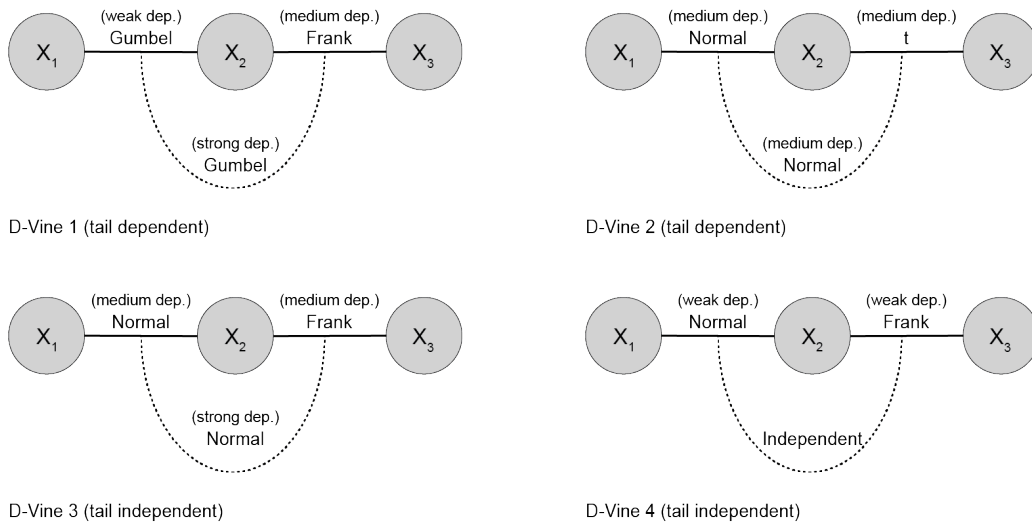 (weak dep.) (medium dep.)
Gumbel Frank
X1 X2 X3
(strong dep.)
Gumbel
D-Vine 1 (tail dependent)
(medium dep.) (medium dep.)
Normal t
X1 X2 X3
(medium dep.)
Normal
D-Vine 2 (tail dependent)
(medium dep.) (medium dep.)
Normal Frank
X1 X2 X3
(strong dep.)
Normal
D-Vine 3 (tail independent)
(weak dep.) (weak dep.)
Normal Frank
X1 X2 X3
Independent
D-Vine 4 (tail independent)